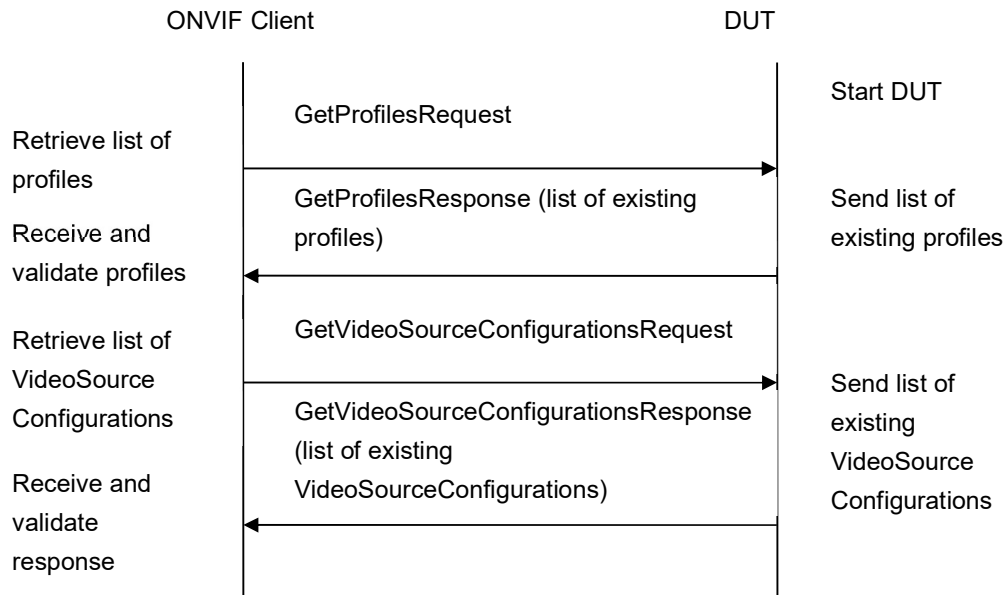 ONVIF Client
DUT
Start DUT
GetProfilesRequest
Retrieve list of
profiles
GetProfilesResponse (list of existing
profiles)
Send list of
existing profiles
Receive and
validate profiles
GetVideoSourceConfigurationsRequest
Retrieve list of
VideoSource
Configurations
GetVideoSourceConfigurationsResponse
(list of existing
VideoSourceConfigurations)
Send list of
existing
VideoSource
Configurations
Receive and
validate
response